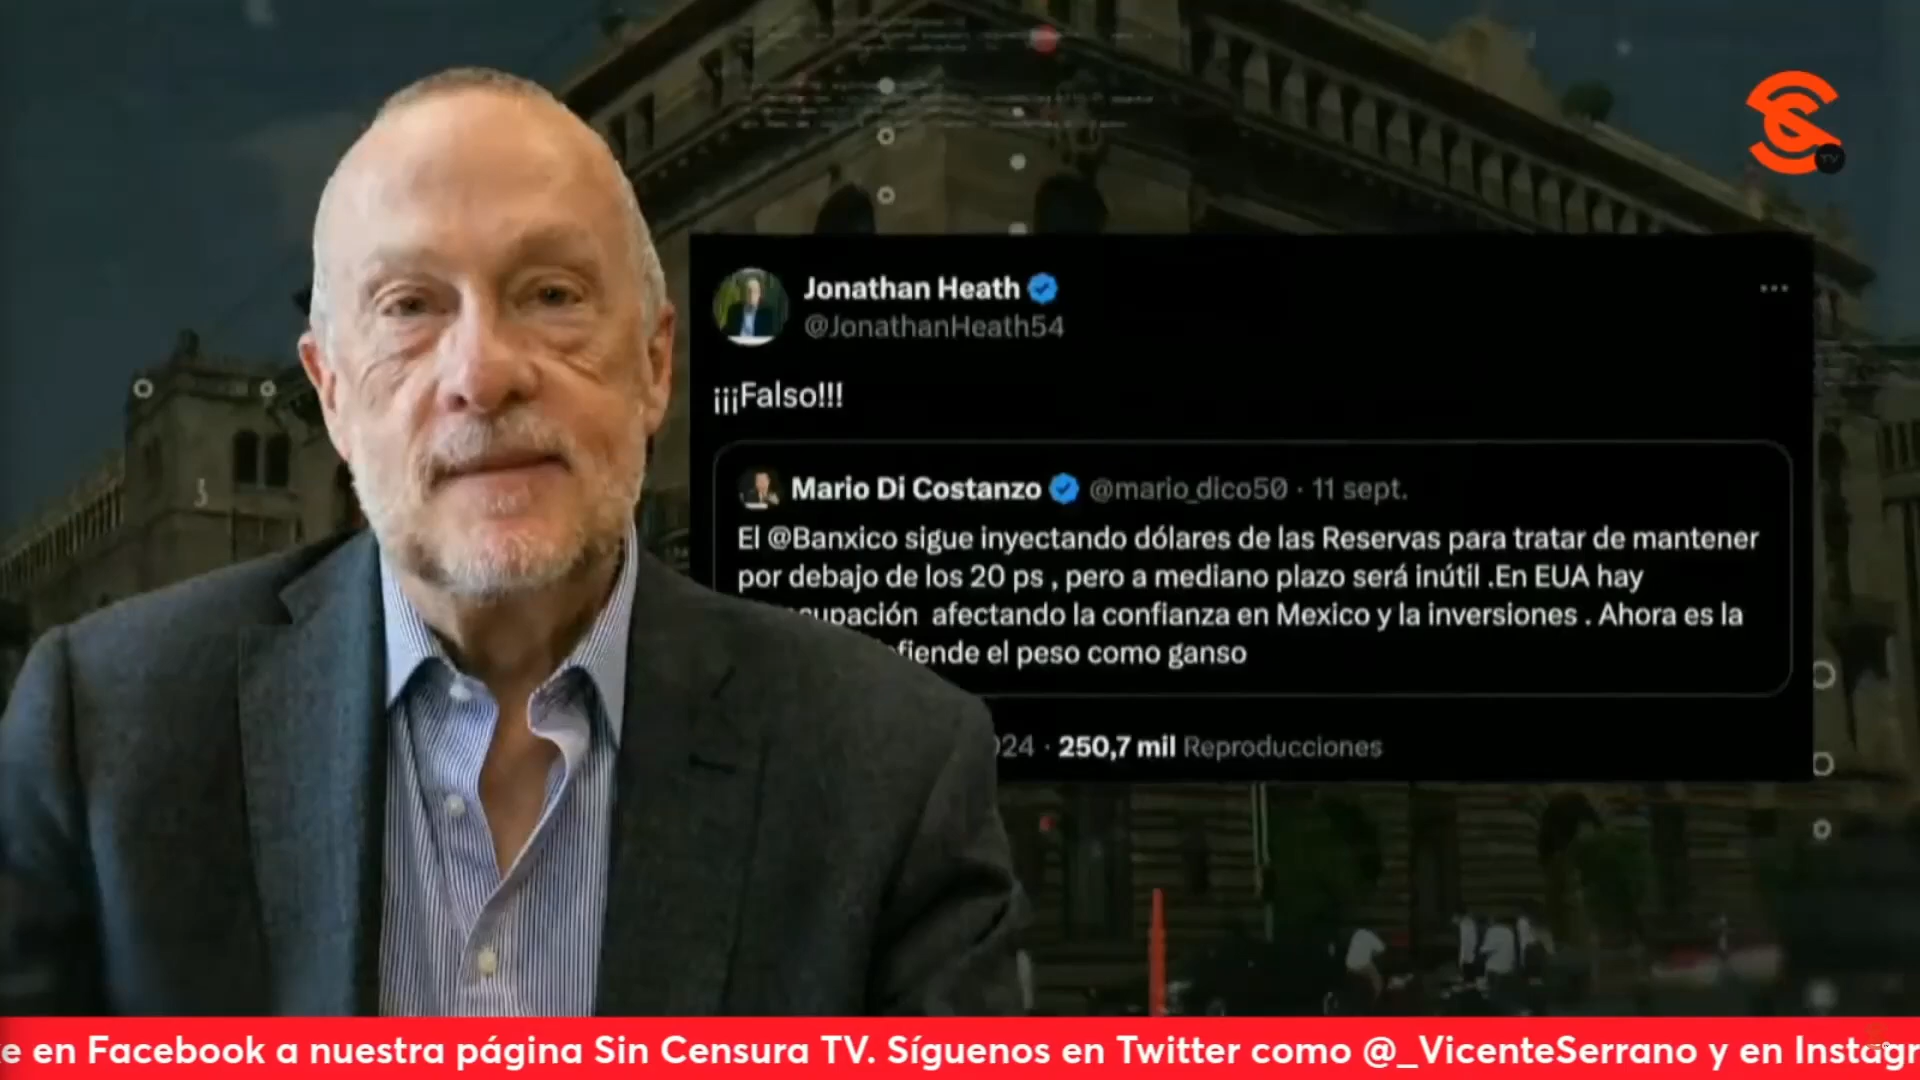 TV
Jonathan Heath
@JonathanHeath54
¡¡¡Falso!!!
Mario Di Costanzo @mario_dico50 · 11 sept.
El @Banxico sigue inyectando dólares de las Reservas para tratar de mantener
por debajo de los 20 ps , pero a mediano plazo será inútil .En EUA hay
afectando la confianza en Mexico y la inversiones . Ahora es la
el peso como ganso
· 250,7 mil Reproducciones
en Facebook a nuestra página Sin Censura TV. Síguenos en Twitter como @_VicenteSerrano y en